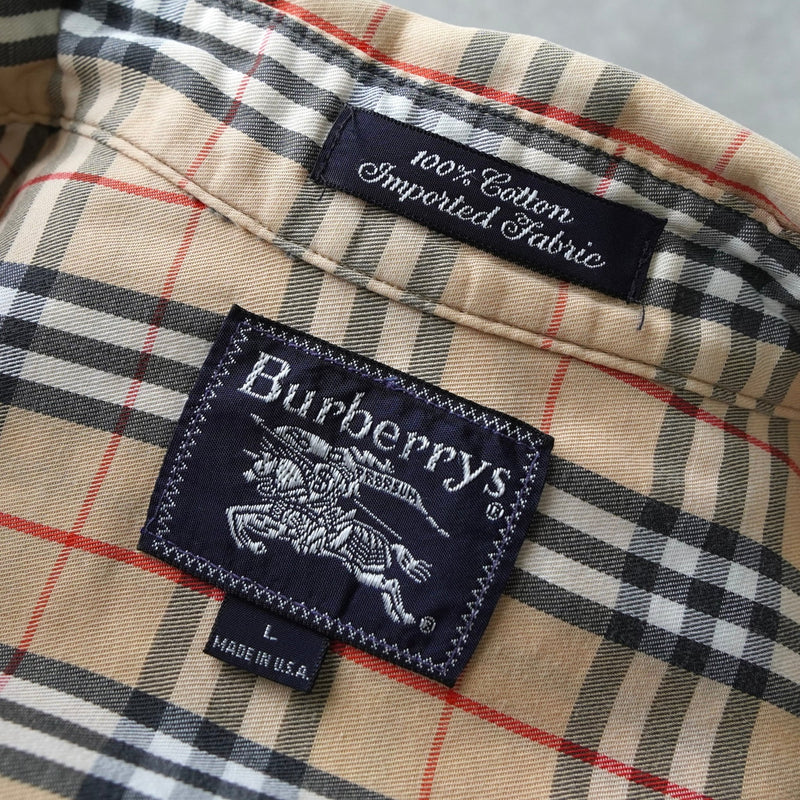 100% Cotton
Imported Fabric
Burberrys®
®
L
MADE IN U.S.A.